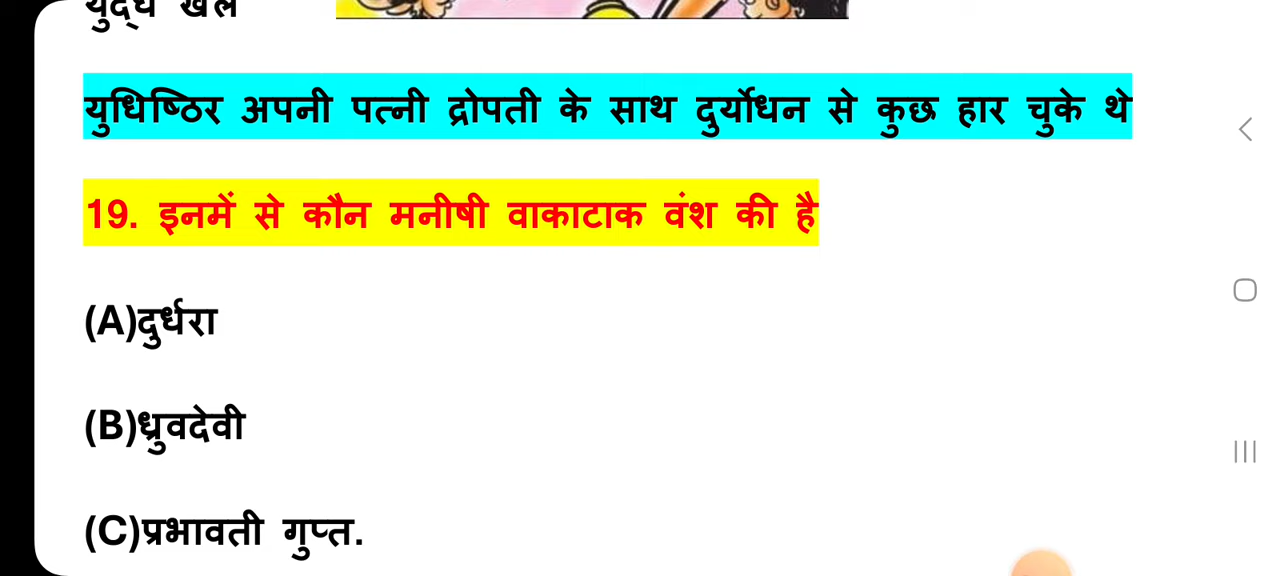 युद्ध खेल
युधिष्ठिर अपनी पत्नी द्रोपती के साथ दुर्योधन से कुछ हार चुके थे
19. इनमें से कौन मनीषी वाकाटाक वंश की है
(A)दुर्धरा
(B)ध्रुवदेवी
(C)प्रभावती गुप्त.